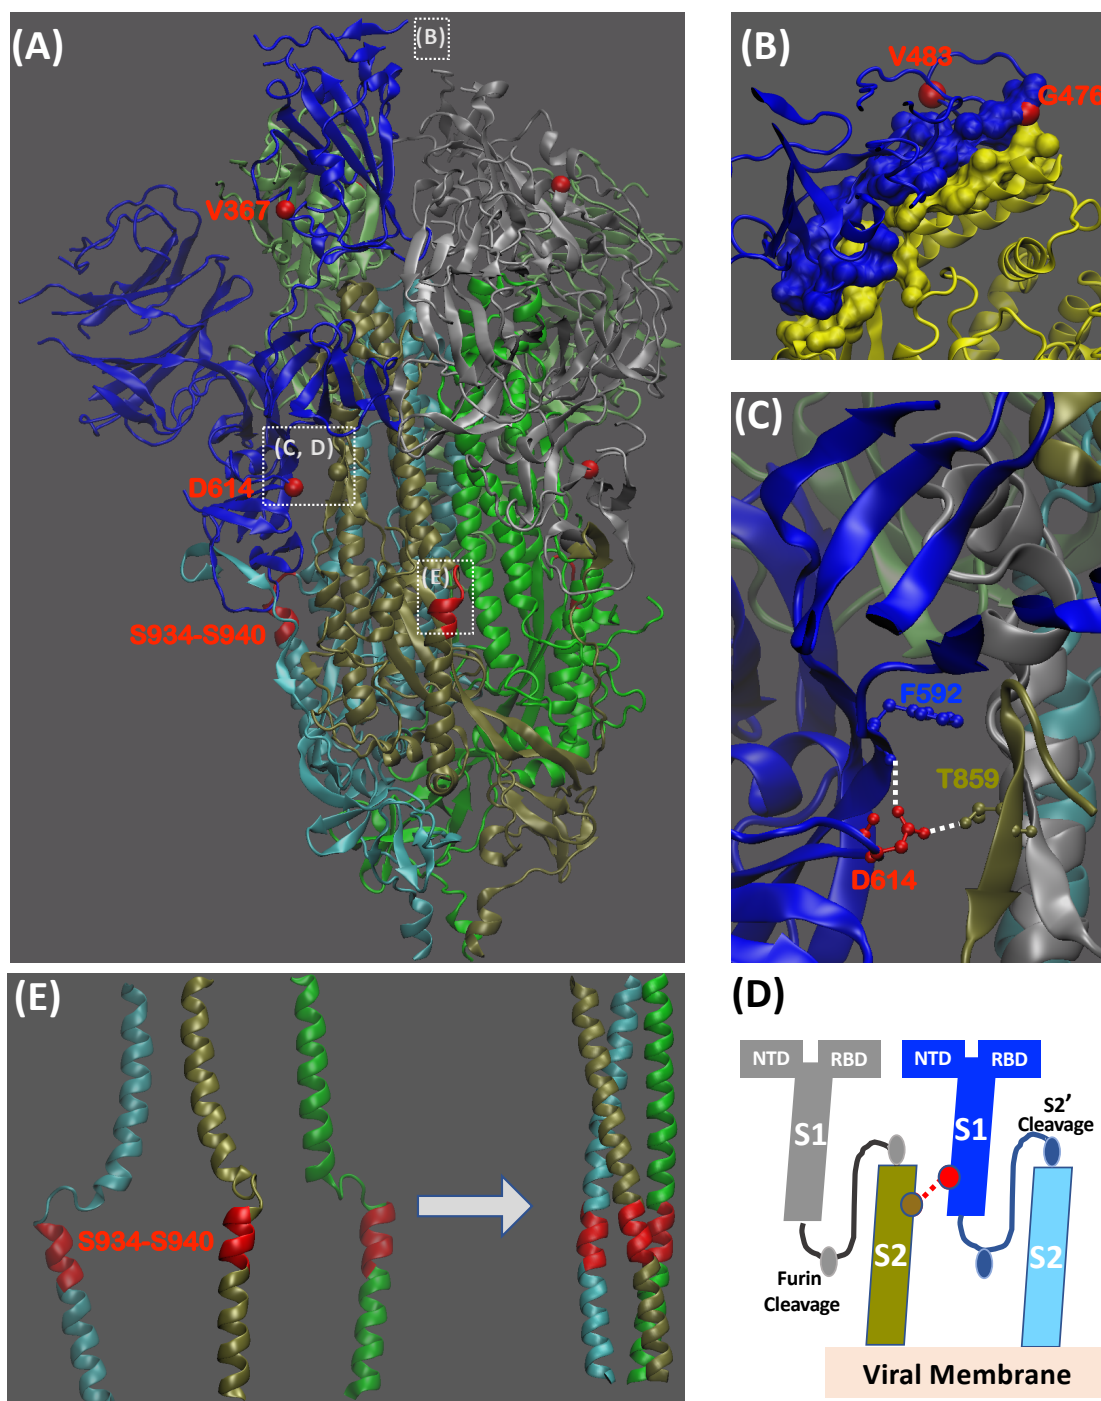 (A)
(B)
V367
(C, D)
D614
(E)
S934-S940
(B)
V483
G476
(C)
F592
T859
D614
(E)
S934-S940
(D)
NTD
RBD
NTD
RBD
S1
S1
S2’
Cleavage
S2
S2
Furin
Cleavage
Viral Membrane